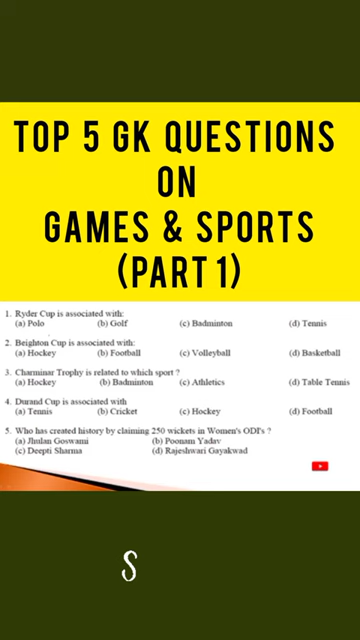 TOP 5 GK QUESTIONS
ON
GAMES & SPORTS
(PART 1)
1. Ryder Cup is associated with:
(a) Polo (b) Golf (c) Badminton (d) Tennis
2. Beighton Cup is associated with:
(a) Hockey (b) Football (c) Volleyball (d) Basketball
3. Charminar Trophy is related to which sport ?
(a) Hockey (b) Badminton (c) Athletics (d) Table Tennis
4. Durand Cup is associated with
(a) Tennis (b) Cricket (c) Hockey (d) Football
5. Who has created history by claiming 250 wickets in Women's ODI's ?
(a) Jhulan Goswami (b) Poonam Yadav
(c) Deepti Sharma (d) Rajeshwari Gayakwad
S